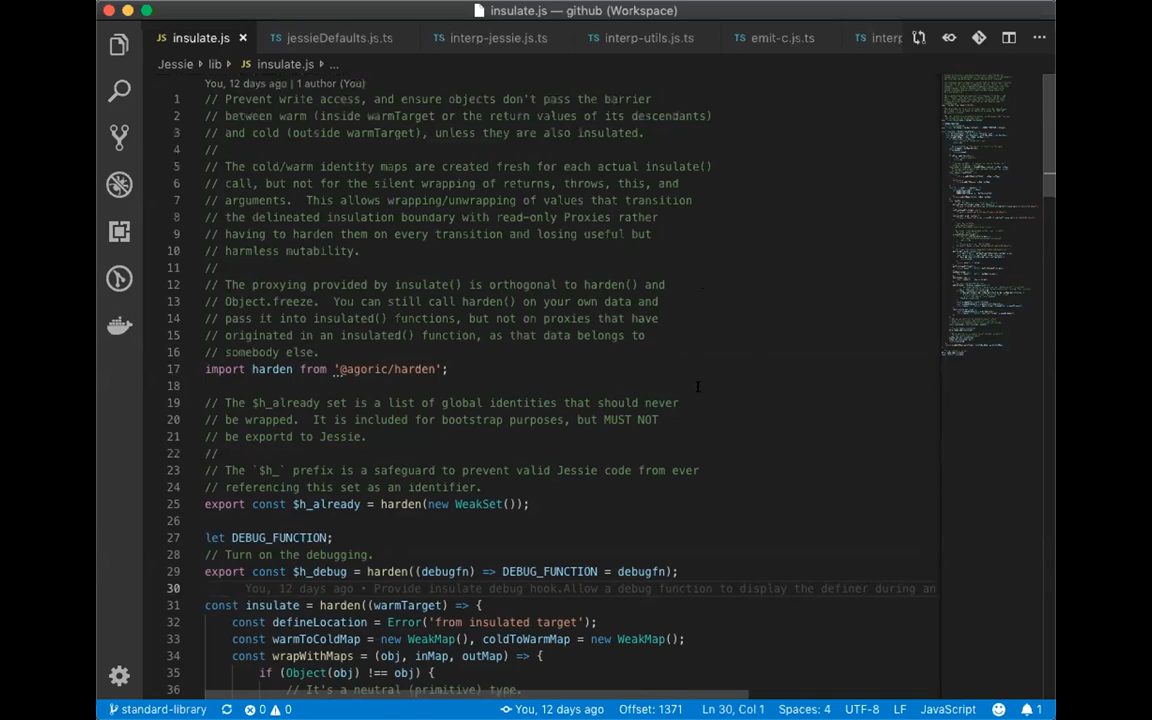 insulate.js — github (Workspace)
JS insulate.js × TS jessieDefaults.js.ts TS interp-jessie.js.ts TS interp-utils.js.ts TS emit-c.js.ts TS interp
Jessie > lib > JS insulate.js > ...
You, 12 days ago | 1 author (You)
1 // Prevent write access, and ensure objects don't pass the barrier
2 // between warm (inside warmTarget or the return values of its descendants)
3 // and cold (outside warmTarget), unless they are also insulated.
4 //
5 // The cold/warm identity maps are created fresh for each actual insulate()
6 // call, but not for the silent wrapping of returns, throws, this, and
7 // arguments.  This allows wrapping/unwrapping of values that transition
8 // the delineated insulation boundary with read-only Proxies rather
9 // having to harden them on every transition and losing useful but
10 // harmless mutability.
11 //
12 // The proxying provided by insulate() is orthogonal to harden() and
13 // Object.freeze.  You can still call harden() on your own data and
14 // pass it into insulated() functions, but not on proxies that have
15 // originated in an insulated() function, as that data belongs to
16 // somebody else.
17 import harden from '@agoric/harden';
18
19 // The $h_already set is a list of global identities that should never
20 // be wrapped.  It is included for bootstrap purposes, but MUST NOT
21 // be exportd to Jessie.
22 //
23 // The `$h_` prefix is a safeguard to prevent valid Jessie code from ever
24 // referencing this set as an identifier.
25 export const $h_already = harden(new WeakSet());
26
27 let DEBUG_FUNCTION;
28 // Turn on the debugging.
29 export const $h_debug = harden((debugfn) => DEBUG_FUNCTION = debugfn);
30 You, 12 days ago • Provide insulate debug hook.Allow a debug function to display the definer during an
31 const insulate = harden((warmTarget) => {
32 const defineLocation = Error('from insulated target');
33 const warmToColdMap = new WeakMap(), coldToWarmMap = new WeakMap();
34 const wrapWithMaps = (obj, inMap, outMap) => {
35 if (Object(obj) !== obj) {
36 // It's a neutral (primitive) type.
standard-library 0 0 You, 12 days ago Offset: 1371 Ln 30, Col 1 Spaces: 4 UTF-8 LF JavaScript 1